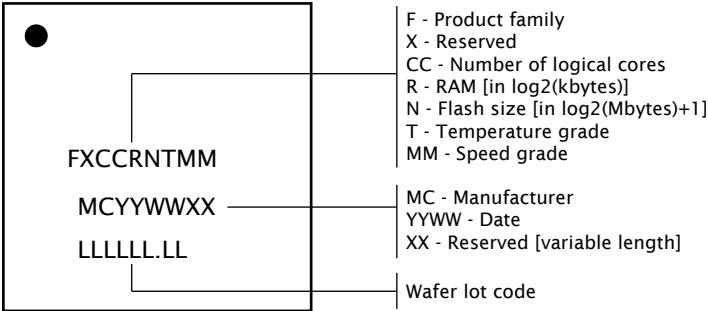 F - Product family
X - Reserved
CC - Number of logical cores
R - RAM [in log2(kbytes)]
N - Flash size [in log2(Mbytes)+1]
T - Temperature grade
MM - Speed grade
FXCCRNTMM
MCYYWWXX
MC - Manufacturer
YYWW - Date
XX - Reserved [variable length]
LLLLLL.LL
Wafer lot code